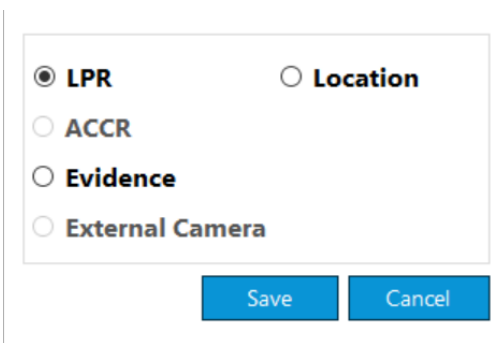 LPR Location
ACCR
Evidence
External Camera
Save Cancel